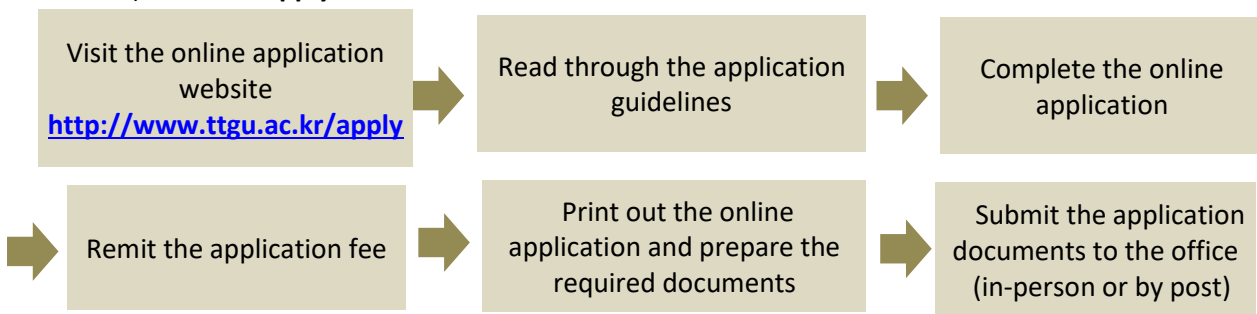 Visit the online application
website
http://www.ttgu.ac.kr/apply
Read through the application
guidelines
Complete the online
application
Remit the application fee
Print out the online
application and prepare the
required documents
Submit the application
documents to the office
(in-person or by post)